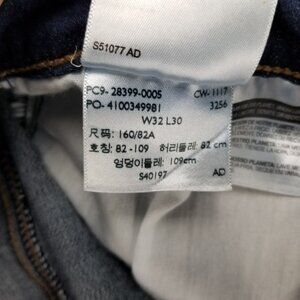 S51077 AD
PC9- 28399-0005 CW-1117
PO- 4100349981 3256
W32 L30
尺码: 160/82A
호칭: 82 -109 허리둘레: 82 cm
엉덩이둘레: 109cm
S40197 AD